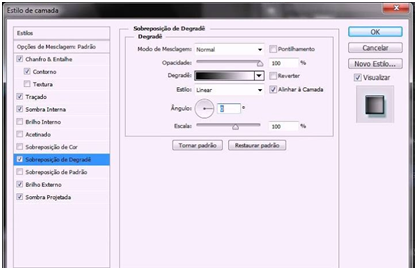 Estilo de camada
Estilos
Opções de Mesclagem Padrão
Chanfro & Entalhe
Contorno
Textura
Traçado
Sombra Interna
Brilho Interno
Acetinado
Sobreposição de Cor
Sobreposição de Degradê
Sobreposição de Padrão
Brilho Externo
Sombra Projetada
Sobreposição de Degradê
Degradê
Modo de Mesclagem: Normal Pontilhamento
Opacidade: 100 %
Degradê: Reverter
Estilo: Linear Alinhar à Camada
Ângulo: 0 °
Escala: 100 %
Tornar padrão Restaurar padrão
OK
Cancelar
Novo Estilo...
Visualizar